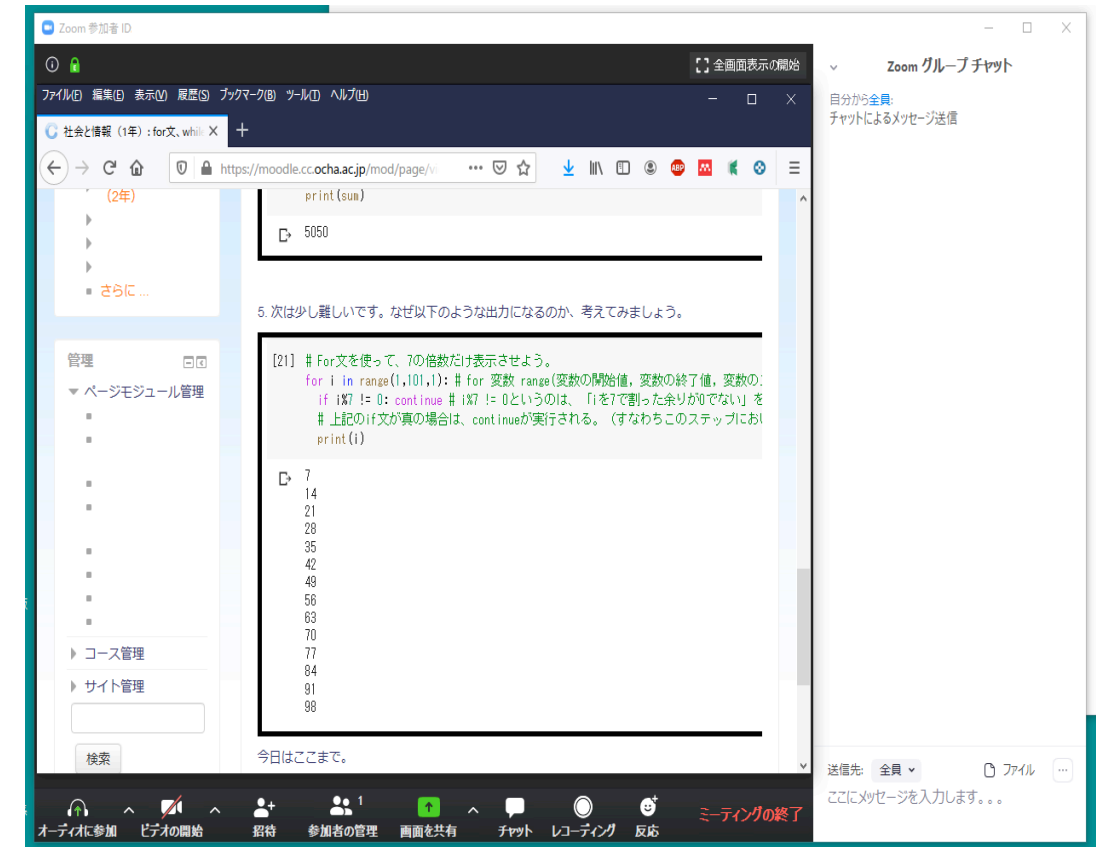 Zoom 参加者 ID
全画面表示の開始
ファイル(F) 編集(E) 表示(V) 履歴(S) ブックマーク(B) ツール(T) ヘルプ(H)
社会と情報（1年）: for文、whil
https://moodle.cc.ocha.ac.jp/mod/page/v
ABP
(2年)
さらに ...
管理
ページモジュール管理
コース管理
サイト管理
検索
print(sum)
5050
5. 次は少し難しいです。なぜ以下のような出力になるのか、考えてみましょう。
[21] # For文を使って、7の倍数だけ表示させよう。
for i in range(1,101,1): # for 変数 range(変数の開始値, 変数の終了値, 変数の
if i%7 != 0: continue # i%7 != 0というのは、「iを7で割った余りが0でない」を
# 上記のif文が真の場合は、continueが実行される。（すなわちこのステップにお
print(i)
7
14
21
28
35
42
49
56
63
70
77
84
91
98
今日はここまで。
オーディオに参加
ビデオの開始
招待
1
参加者の管理
画面を共有
チャット
レコーディング
反応
ミーティングの終了
Zoom グループ チャット
自分から全員:
チャットによるメッセージ送信
送信先: 全員
ファイル
ここにメッセージを入力します。。。